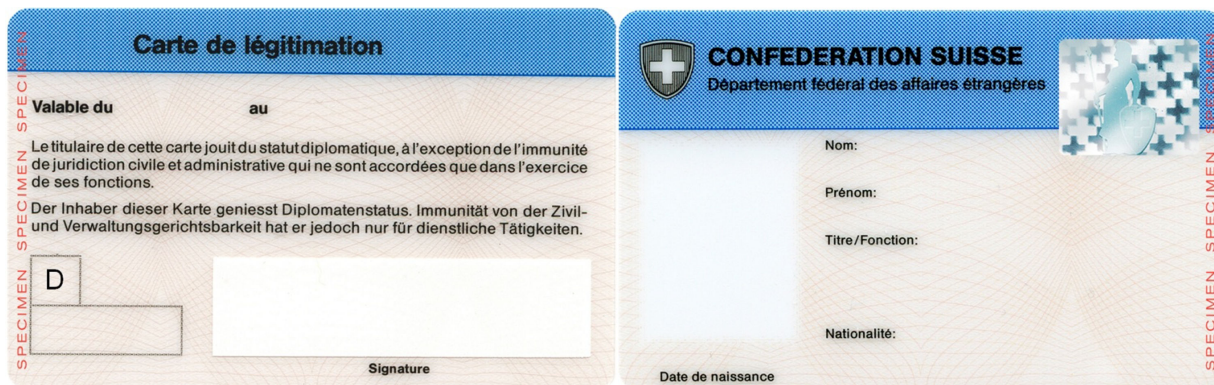 Carte de légitimation
SPECIMEN SPECIMEN SPECIMEN
Valable du au
Le titulaire de cette carte jouit du statut diplomatique, à l'exception de l'immunité
de juridiction civile et administrative qui ne sont accordées que dans l'exercice
de ses fonctions.
Der Inhaber dieser Karte geniesst Diplomatenstatus. Immunität von der Zivil-
und Verwaltungsgerichtsbarkeit hat er jedoch nur für dienstliche Tätigkeiten.
D
Signature
CONFEDERATION SUISSE
Département fédéral des affaires étrangères
Nom:
Prénom:
Titre/Fonction:
Nationalité:
Date de naissance
SPECIMEN SPECIMEN SPECIMEN